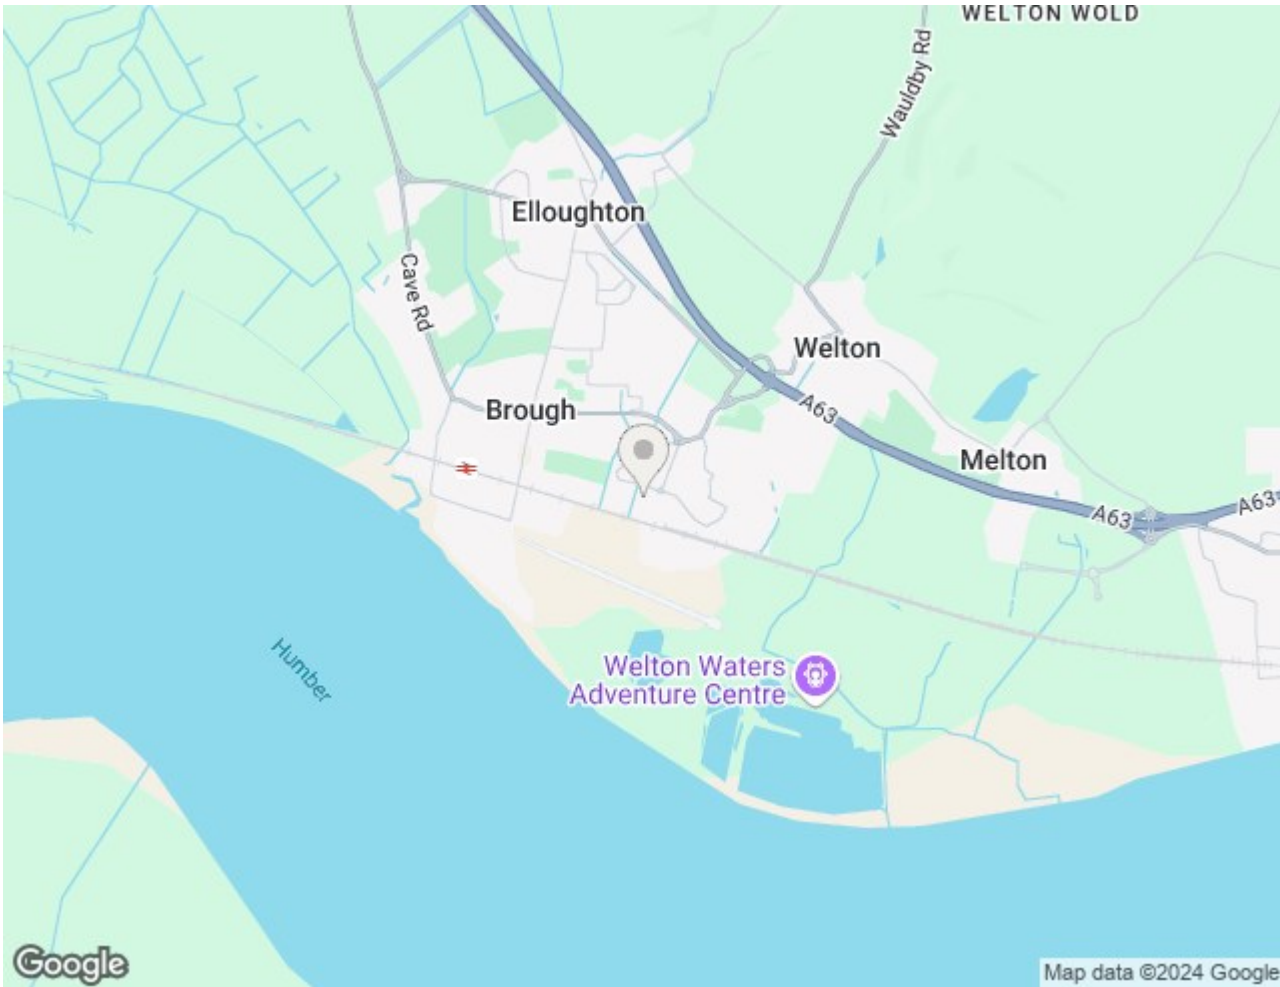 WELTON WOLD
Wauldby Rd
Elloughton
Cave Rd
Welton
A63
Brough
Melton
A63
A63
Humber
Welton Waters
Adventure Centre
Google
Map data ©2024 Google